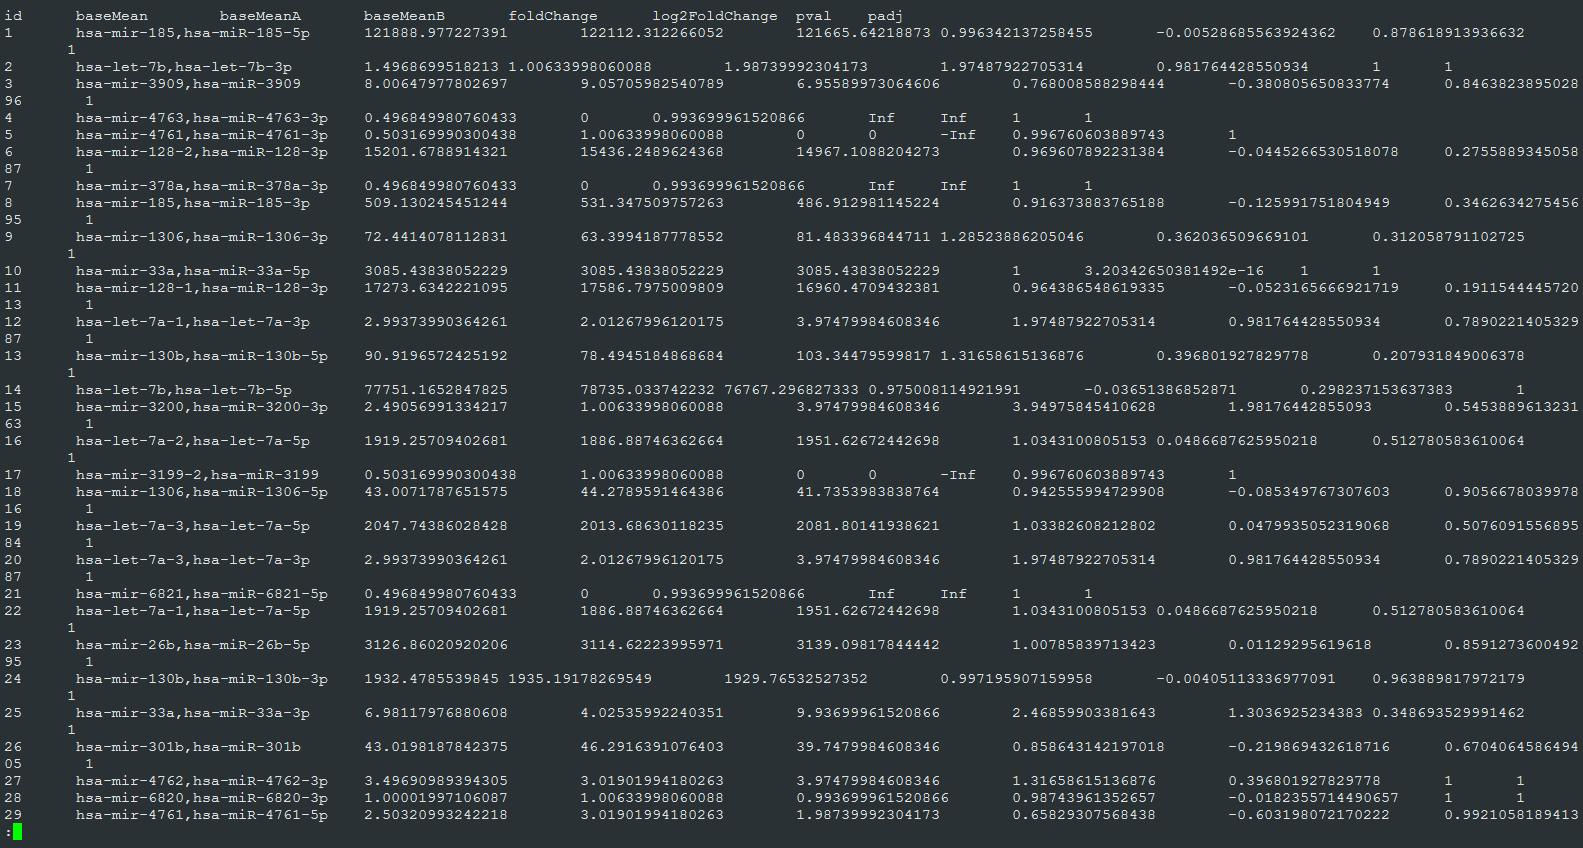 id baseMean baseMeanA baseMeanB foldChange log2FoldChange pval padj
1 hsa-mir-185,hsa-miR-185-5p 121888.977227391 122112.312266052 121665.64218873 0.996342137258455 -0.00528685563924362 0.878618913936632
1
2 hsa-let-7b,hsa-let-7b-3p 1.4968699518213 1.00633998060088 1.98739992304173 1.97487922705314 0.981764428550934 1 1
3 hsa-mir-3909,hsa-miR-3909 8.00647977802697 9.05705982540789 6.95589973064606 0.768008588298444 -0.380805650833774 0.8463823895028
96 1
4 hsa-mir-4763,hsa-miR-4763-3p 0.496849980760433 0 0.993699961520866 Inf Inf 1 1
5 hsa-mir-4761,hsa-miR-4761-3p 0.503169990300438 1.00633998060088 0 0 -Inf 0.996760603889743 1
6 hsa-mir-128-2,hsa-miR-128-3p 15201.6788914321 15436.2489624368 14967.1088204273 0.969607892231384 -0.0445266530518078 0.2755889345058
87 1
7 hsa-mir-378a,hsa-miR-378a-3p 0.496849980760433 0 0.993699961520866 Inf Inf 1 1
8 hsa-mir-185,hsa-miR-185-3p 509.130245451244 531.347509757263 486.912981145224 0.916373883765188 -0.125991751804949 0.3462634275456
95 1
9 hsa-mir-1306,hsa-miR-1306-3p 72.4414078112831 63.3994187778552 81.483396844711 1.28523886205046 0.362036509669101 0.312058791102725
1
10 hsa-mir-33a,hsa-miR-33a-5p 3085.43838052229 3085.43838052229 3085.43838052229 1 3.20342650381492e-16 1 1
11 hsa-mir-128-1,hsa-miR-128-3p 17273.6342221095 17586.7975009809 16960.4709432381 0.964386548619335 -0.0523165666921719 0.1911544445720
13 1
12 hsa-let-7a-1,hsa-let-7a-3p 2.99373990364261 2.01267996120175 3.97479984608346 1.97487922705314 0.981764428550934 0.7890221405329
87 1
13 hsa-mir-130b,hsa-miR-130b-5p 90.9196572425192 78.4945184868684 103.34479599817 1.31658615136876 0.396801927829778 0.207931849006378
1
14 hsa-let-7b,hsa-let-7b-5p 77751.1652847825 78735.033742232 76767.296827333 0.975008114921991 -0.03651386852871 0.298237153637383 1
15 hsa-mir-3200,hsa-miR-3200-3p 2.49056991334217 1.00633998060088 3.97479984608346 3.94975845410628 1.98176442855093 0.5453889613231
63 1
16 hsa-let-7a-2,hsa-let-7a-5p 1919.25709402681 1886.88746362664 1951.62672442698 1.0343100805153 0.0486687625950218 0.512780583610064
1
17 hsa-mir-3199-2,hsa-miR-3199 0.503169990300438 1.00633998060088 0 0 -Inf 0.996760603889743 1
18 hsa-mir-1306,hsa-miR-1306-5p 43.0071787651575 44.2789591464386 41.7353983838764 0.942555994729908 -0.085349767307603 0.9056678039978
16 1
19 hsa-let-7a-3,hsa-let-7a-5p 2047.74386028428 2013.68630118235 2081.80141938621 1.03382608212802 0.0479935052319068 0.5076091556895
84 1
20 hsa-let-7a-3,hsa-let-7a-3p 2.99373990364261 2.01267996120175 3.97479984608346 1.97487922705314 0.981764428550934 0.7890221405329
87 1
21 hsa-mir-6821,hsa-miR-6821-5p 0.496849980760433 0 0.993699961520866 Inf Inf 1 1
22 hsa-let-7a-1,hsa-let-7a-5p 1919.25709402681 1886.88746362664 1951.62672442698 1.0343100805153 0.0486687625950218 0.512780583610064
1
23 hsa-mir-26b,hsa-miR-26b-5p 3126.86020920206 3114.62223995971 3139.09817844442 1.00785839713423 0.01129295619618 0.8591273600492
95 1
24 hsa-mir-130b,hsa-miR-130b-3p 1932.4785539845 1935.19178269549 1929.76532527352 0.997195907159958 -0.00405113336977091 0.963889817972179
1
25 hsa-mir-33a,hsa-miR-33a-3p 6.98117976880608 4.02535992240351 9.93699961520866 2.46859903381643 1.3036925234383 0.348693529991462
1
26 hsa-mir-301b,hsa-miR-301b 43.0198187842375 46.2916391076403 39.7479984608346 0.858643142197018 -0.219869432618716 0.6704064586494
05 1
27 hsa-mir-4762,hsa-miR-4762-3p 3.49690989394305 3.01901994180263 3.97479984608346 1.31658615136876 0.396801927829778 1 1
28 hsa-mir-6820,hsa-miR-6820-3p 1.00001997106087 1.00633998060088 0.993699961520866 0.98743961352657 -0.0182355714490657 1 1
29 hsa-mir-4761,hsa-miR-4761-5p 2.50320993242218 3.01901994180263 1.98739992304173 0.65829307568438 -0.603198072170222 0.9921058189413
: